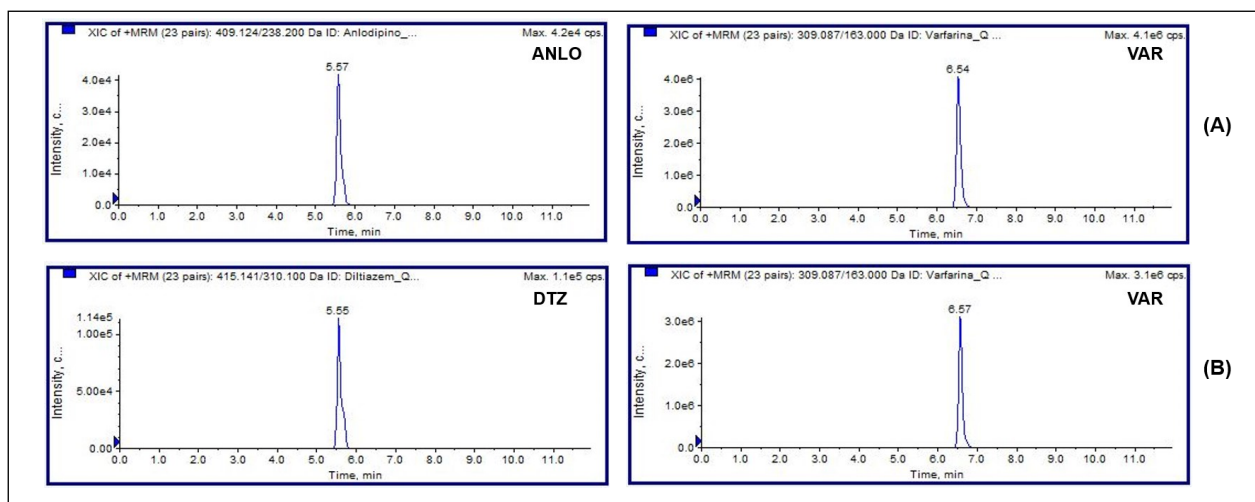 XIC of +MRM (23 pairs): 409.124/238.200 Da ID: Anlodipino_... Max. 4.2e4 cps.
ANLO
5.57
4.0e4
3.0e4
2.0e4
1.0e4
0.0
Intensity, c...
0.0 1.0 2.0 3.0 4.0 5.0 6.0 7.0 8.0 9.0 10.0 11.0
Time, min
XIC of +MRM (23 pairs): 309.087/163.000 Da ID: Varfarina_Q ... Max. 4.1e6 cps.
VAR
6.54
4.0e6
3.0e6
2.0e6
1.0e6
0.0
Intensity, c...
0.0 1.0 2.0 3.0 4.0 5.0 6.0 7.0 8.0 9.0 10.0 11.0
Time, min
(A)
XIC of +MRM (23 pairs): 415.141/310.100 Da ID: Diltiazem_Q... Max. 1.1e5 cps.
DTZ
5.55
1.14e5
1.00e5
5.00e4
0.00
Intensity, c...
0.0 1.0 2.0 3.0 4.0 5.0 6.0 7.0 8.0 9.0 10.0 11.0
Time, min
XIC of +MRM (23 pairs): 309.087/163.000 Da ID: Varfarina_Q ... Max. 3.1e6 cps.
VAR
6.57
3.0e6
2.0e6
1.0e6
0.0
Intensity, c...
0.0 1.0 2.0 3.0 4.0 5.0 6.0 7.0 8.0 9.0 10.0 11.0
Time, min
(B)